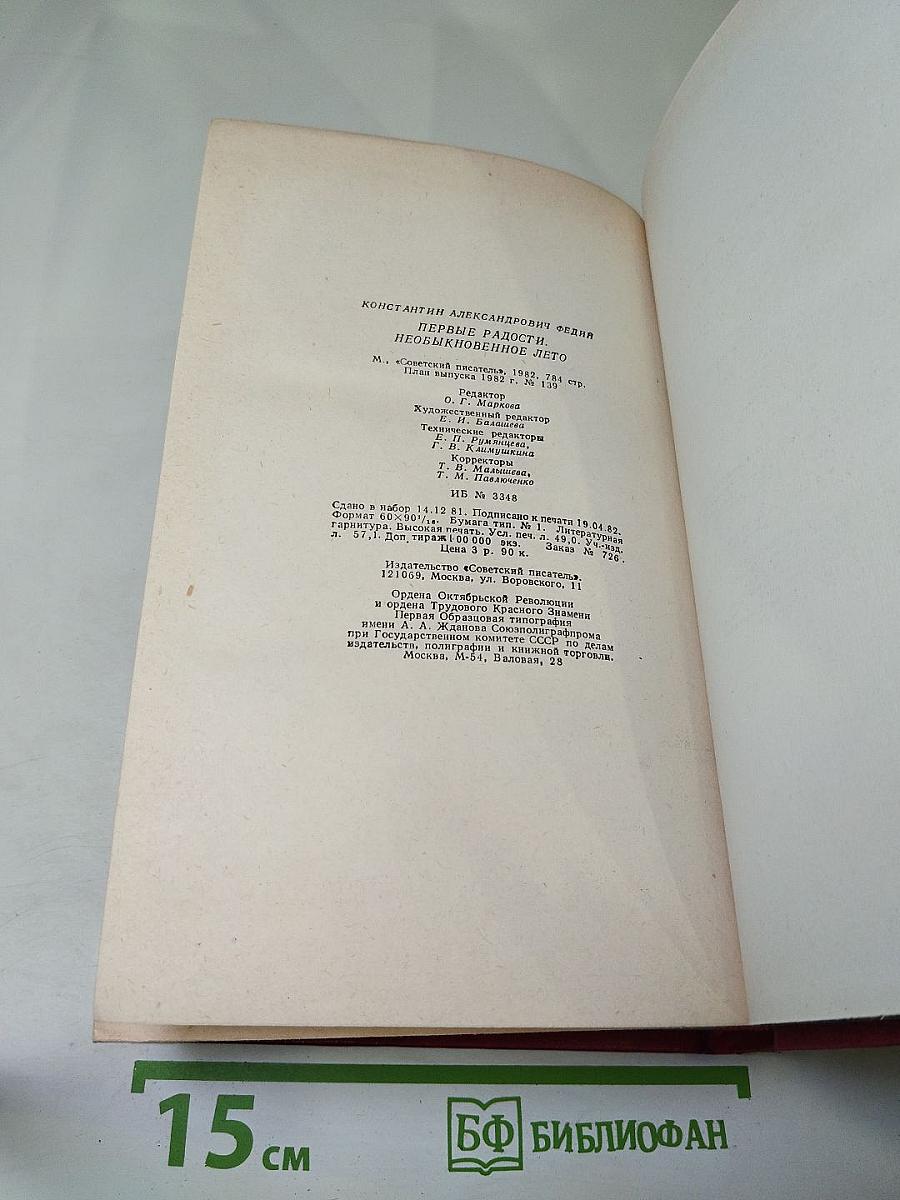 КОНСТАНТИН АЛЕКСАНДРОВИЧ ФЕДИН
ПЕРВЫЕ РАДОСТИ.
НЕОБЫКНОВЕННОЕ ЛЕТО
М., «Советский писатель», 1982, 784 стр.
План выпуска 1982 г. № 139
Редактор
О. Г. Маркова
Художественный редактор
Е. И. Балашева
Технические редакторы
Е. П. Румянцева,
Г. В. Климушкина
Корректоры
Т. В. Малышева,
Т. М. Павлюченко
ИБ № 3348
Сдано в набор 14.12 81. Подписано к печати 19.04.82.
Формат 60×90¹/₁₆. Бумага тип. № 1. Литературная
гарнитура. Высокая печать. Усл. печ. л. 49,0. Уч.-изд.
л. 57,1. Доп. тираж 100 000 экз. Заказ № 726.
Цена 3 р. 90 к.
Издательство «Советский писатель».
121069, Москва, ул. Воровского, 11
Ордена Октябрьской Революции
и ордена Трудового Красного Знамени
Первая Образцовая типография
имени А. А. Жданова Союзполиграфпрома
при Государственном комитете СССР по делам
издательств, полиграфии и книжной торговли.
Москва, М-54, Валовая, 28
15 см
БФ БИБЛИОФАН